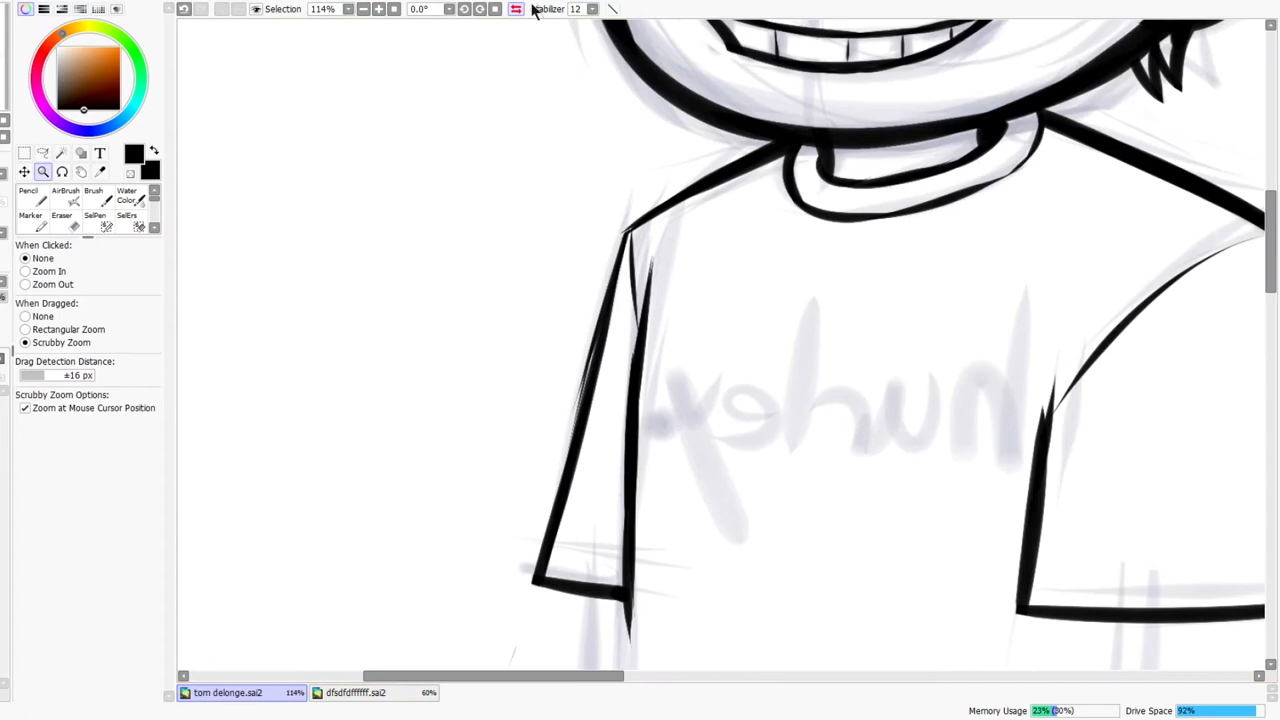 Selection 114% 0.0° Stabilizer 12
T
Pencil AirBrush Brush Water Color
Marker Eraser SelPen SelErs
When Clicked:
None
Zoom In
Zoom Out
When Dragged:
None
Rectangular Zoom
Scrubby Zoom
Drag Detection Distance:
±16 px
Scrubby Zoom Options:
Zoom at Mouse Cursor Position
Hurley
tom delonge.sai2 114% dfsdfdffffff.sai2 60%
Memory Usage 23% (30%) Drive Space 92%